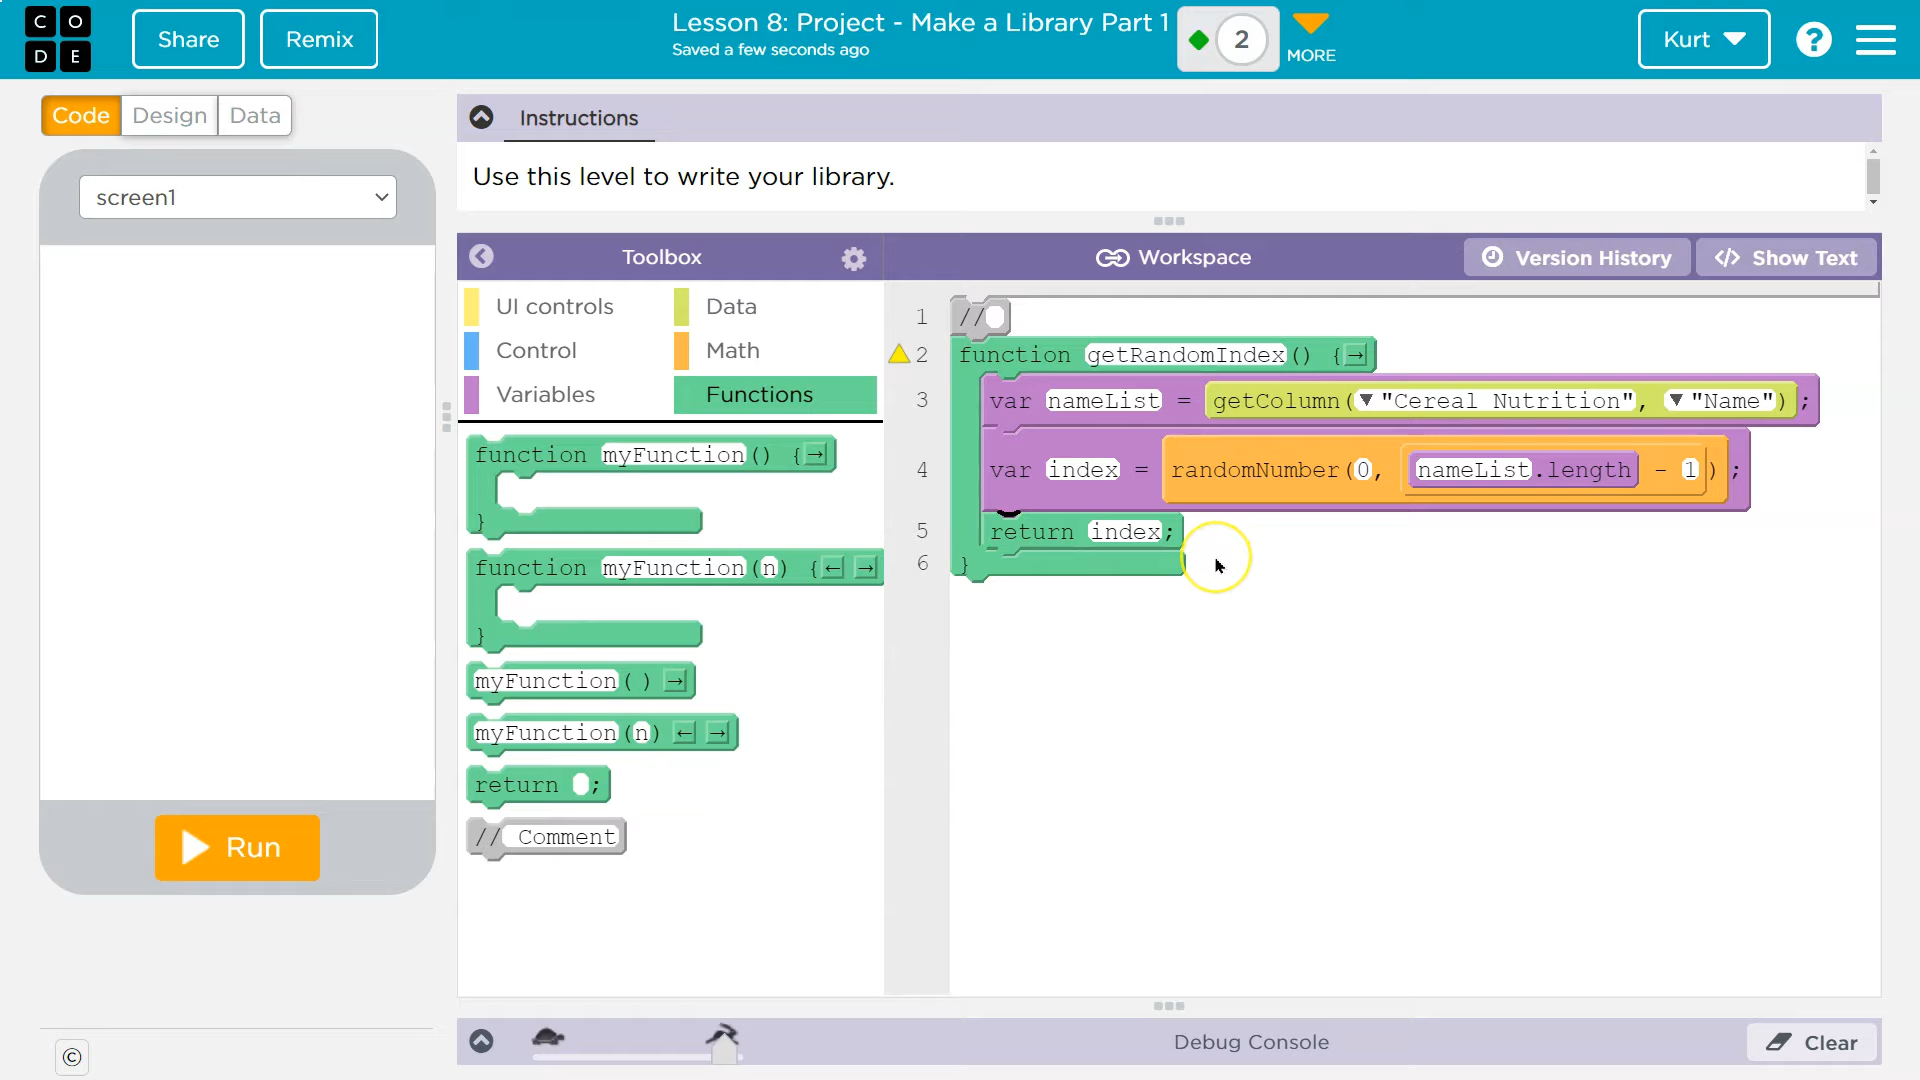 CODE
Share
Remix
Lesson 8: Project - Make a Library Part 1
Saved a few seconds ago
2
MORE
Kurt
?
Code
Design
Data
Instructions
Use this level to write your library.
screen1
Toolbox
Workspace
Version History
</> Show Text
UI controls
Data
Control
Math
Variables
Functions
function myFunction() {→
}
function myFunction(n) {← →
}
myFunction() →
myFunction(n) ← →
return ;
// Comment
1 //
2 function getRandomIndex() {→
3 var nameList = getColumn(▼"Cereal Nutrition", ▼"Name");
4 var index = randomNumber(0, nameList.length - 1);
5 return index;
6 }
Run
Debug Console
Clear
©